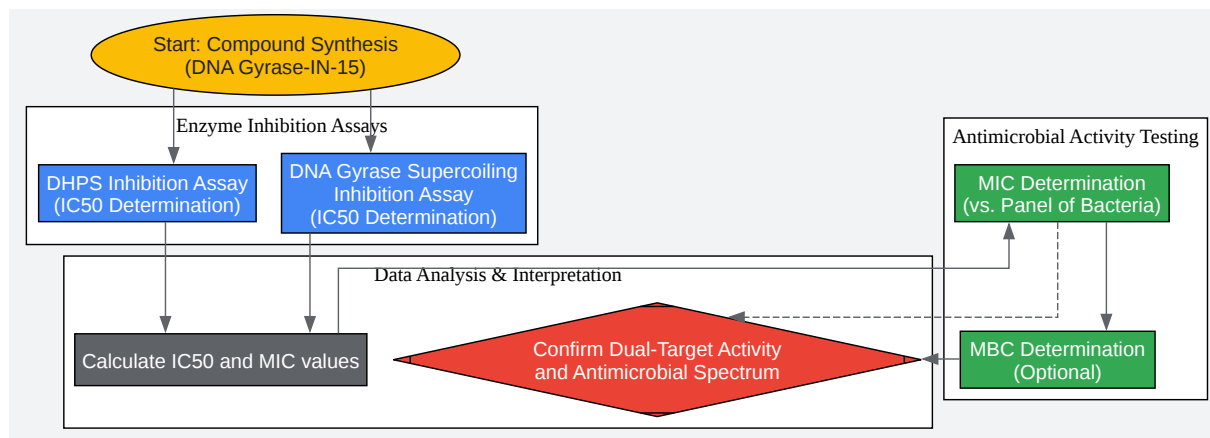 Start: Compound Synthesis
(DNA Gyrase-IN-15)
Enzyme Inhibition Assays
DHPS Inhibition Assay
(IC50 Determination)
DNA Gyrase Supercoiling
Inhibition Assay
(IC50 Determination)
Antimicrobial Activity Testing
MIC Determination
(vs. Panel of Bacteria)
Data Analysis & Interpretation
Calculate IC50 and MIC values
Confirm Dual-Target Activity
and Antimicrobial Spectrum
MBC Determination
(Optional)